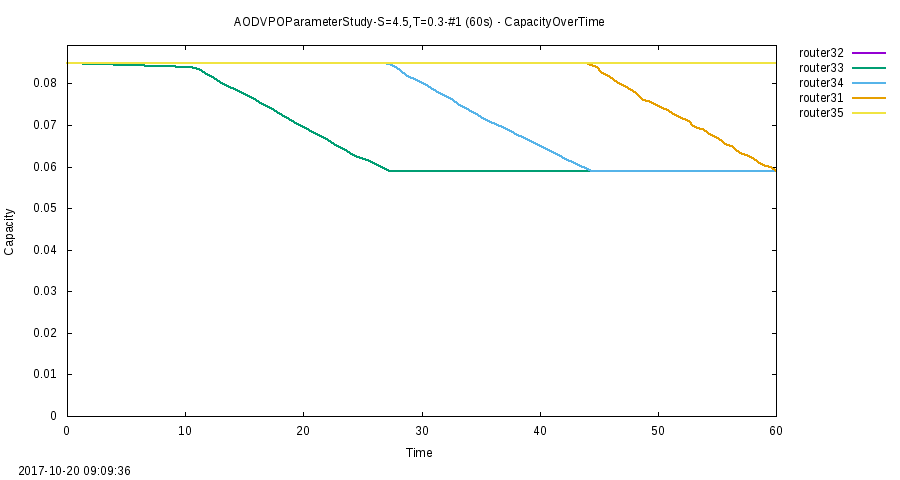 AODVPOParameterStudy-S=4.5,T=0.3-#1 (60s) - CapacityOverTime
router32
router33
router34
router31
router35
0.08
0.07
0.06
0.05
0.04
0.03
0.02
0.01
0
Capacity
0 10 20 30 40 50 60
Time
2017-10-20 09:09:36